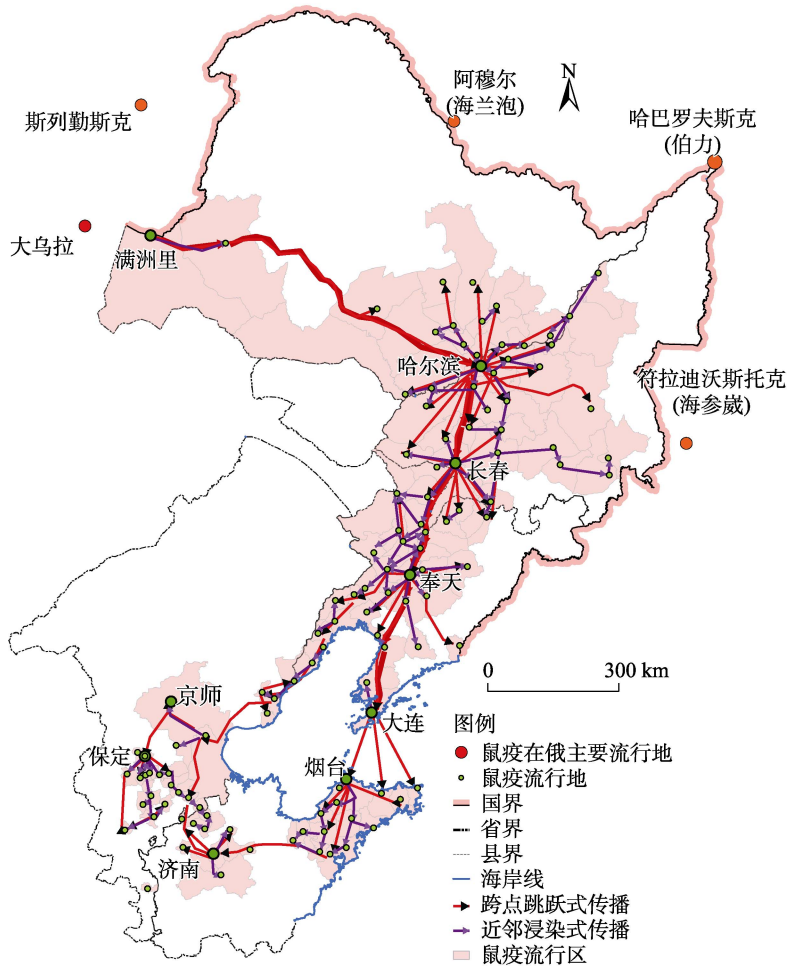 N
阿穆尔
(海兰泡)
斯列勤斯克
哈巴罗夫斯克
(伯力)
大乌拉
满洲里
哈尔滨
符拉迪沃斯托克
(海参崴)
长春
奉天
0 300 km
京师
大连
保定
烟台
济南
图例
鼠疫在俄主要流行地
鼠疫流行地
国界
省界
县界
海岸线
跨点跳跃式传播
近邻浸染式传播
鼠疫流行区